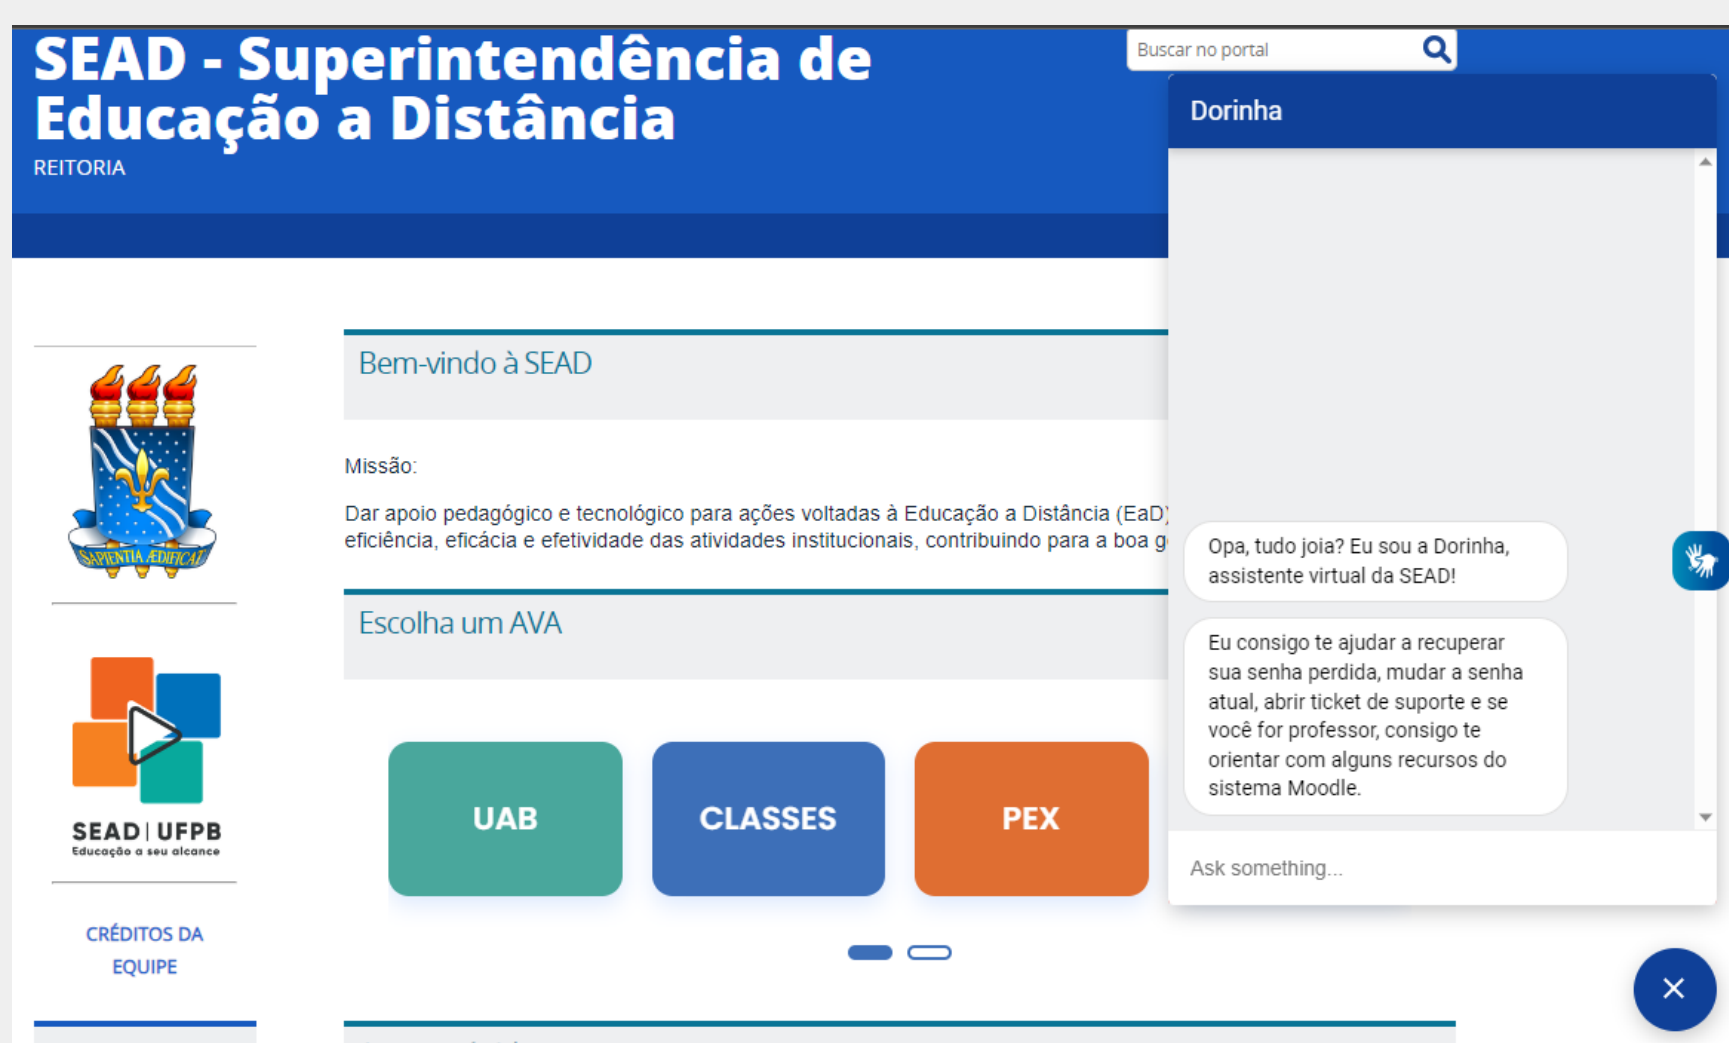 SEAD - Superintendência de
Educação a Distância
REITORIA
Buscar no portal
Dorinha
Bem-vindo à SEAD
Missão:
Dar apoio pedagógico e tecnológico para ações voltadas à Educação a Distância (EaD)
eficiência, eficácia e efetividade das atividades institucionais, contribuindo para a boa g
SAPIENTIA ÆDIFICAT
Escolha um AVA
UAB
CLASSES
PEX
SEAD | UFPB
Educação a seu alcance
CRÉDITOS DA
EQUIPE
Opa, tudo joia? Eu sou a Dorinha,
assistente virtual da SEAD!
Eu consigo te ajudar a recuperar
sua senha perdida, mudar a senha
atual, abrir ticket de suporte e se
você for professor, consigo te
orientar com alguns recursos do
sistema Moodle.
Ask something...